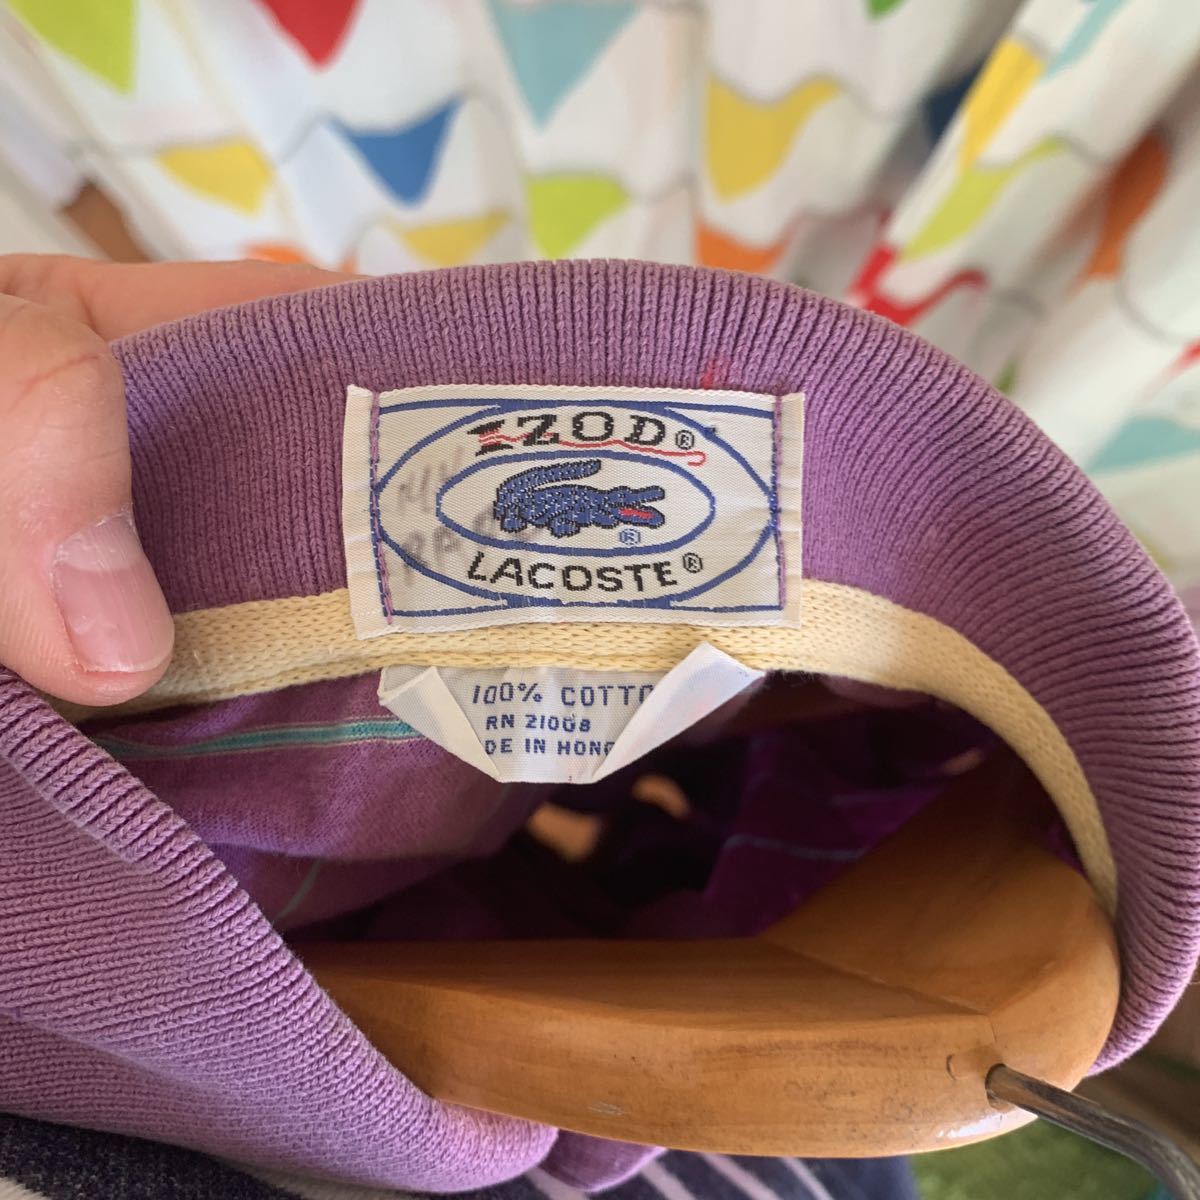 IZOD®
®
LACOSTE®
100% COTTO
RN 21008
DE IN HONG